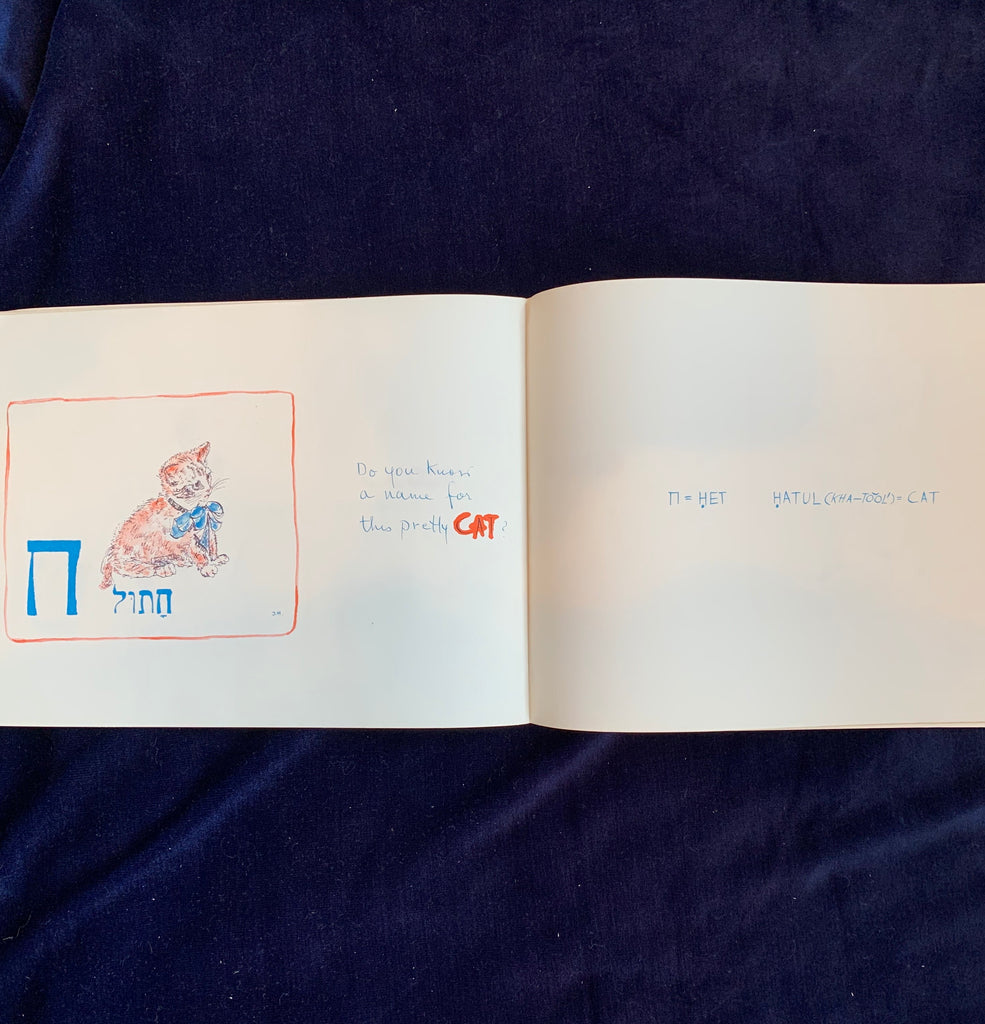 ח
חָתוּל
J.M.
Do you know
a name for
this pretty CAT?
ח = ḤET ḤATUL (KHA-TOOL') = CAT